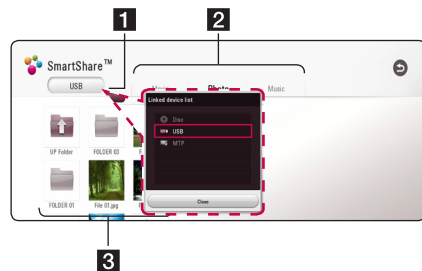 1
2
SmartShare™
USB
Photo
Music
Linked device list
Disc
USB
MTP
UP Folder
FOLDER 03
FOLDER 01
File 01.jpg
Close
3